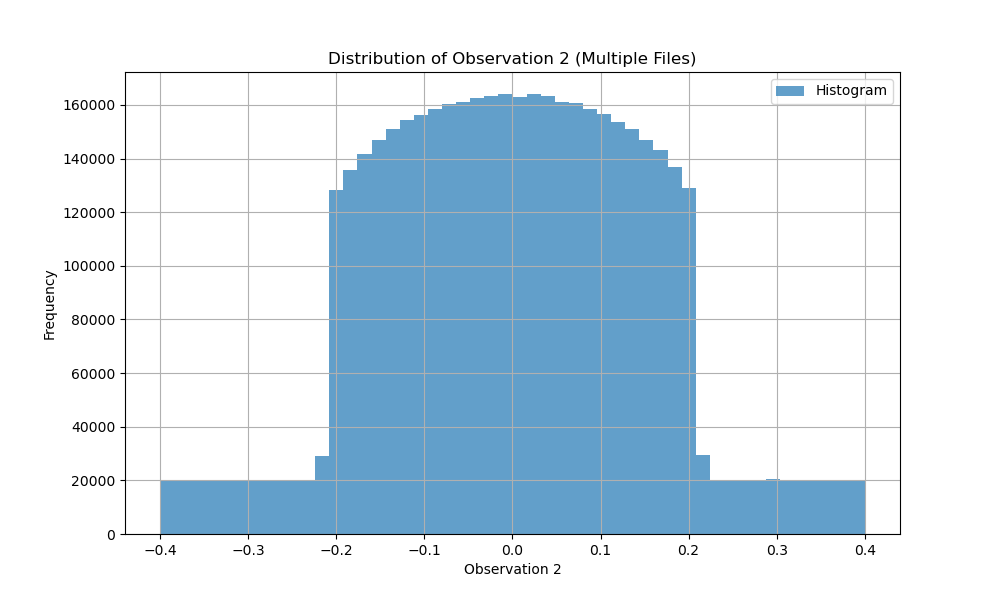 Distribution of Observation 2 (Multiple Files)
Histogram
Frequency
160000
140000
120000
100000
80000
60000
40000
20000
0
−0.4 −0.3 −0.2 −0.1 0.0 0.1 0.2 0.3 0.4
Observation 2